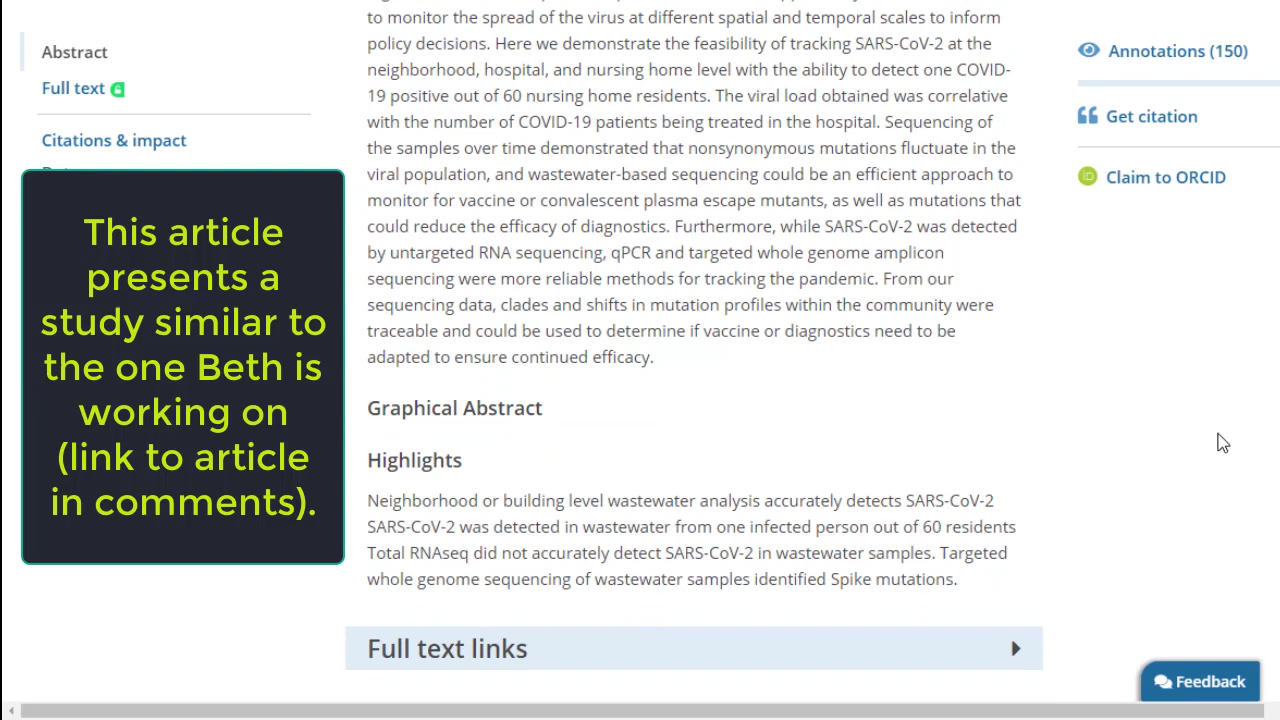 Abstract
Full text
Citations & impact
This article
presents a
study similar to
the one Beth is
working on
(link to article
in comments).
to monitor the spread of the virus at different spatial and temporal scales to inform
policy decisions. Here we demonstrate the feasibility of tracking SARS-CoV-2 at the
neighborhood, hospital, and nursing home level with the ability to detect one COVID-
19 positive out of 60 nursing home residents. The viral load obtained was correlative
with the number of COVID-19 patients being treated in the hospital. Sequencing of
the samples over time demonstrated that nonsynonymous mutations fluctuate in the
viral population, and wastewater-based sequencing could be an efficient approach to
monitor for vaccine or convalescent plasma escape mutants, as well as mutations that
could reduce the efficacy of diagnostics. Furthermore, while SARS-CoV-2 was detected
by untargeted RNA sequencing, qPCR and targeted whole genome amplicon
sequencing were more reliable methods for tracking the pandemic. From our
sequencing data, clades and shifts in mutation profiles within the community were
traceable and could be used to determine if vaccine or diagnostics need to be
adapted to ensure continued efficacy.
Graphical Abstract
Highlights
Neighborhood or building level wastewater analysis accurately detects SARS-CoV-2
SARS-CoV-2 was detected in wastewater from one infected person out of 60 residents
Total RNAseq did not accurately detect SARS-CoV-2 in wastewater samples. Targeted
whole genome sequencing of wastewater samples identified Spike mutations.
Full text links
Annotations (150)
Get citation
iD Claim to ORCID
Feedback